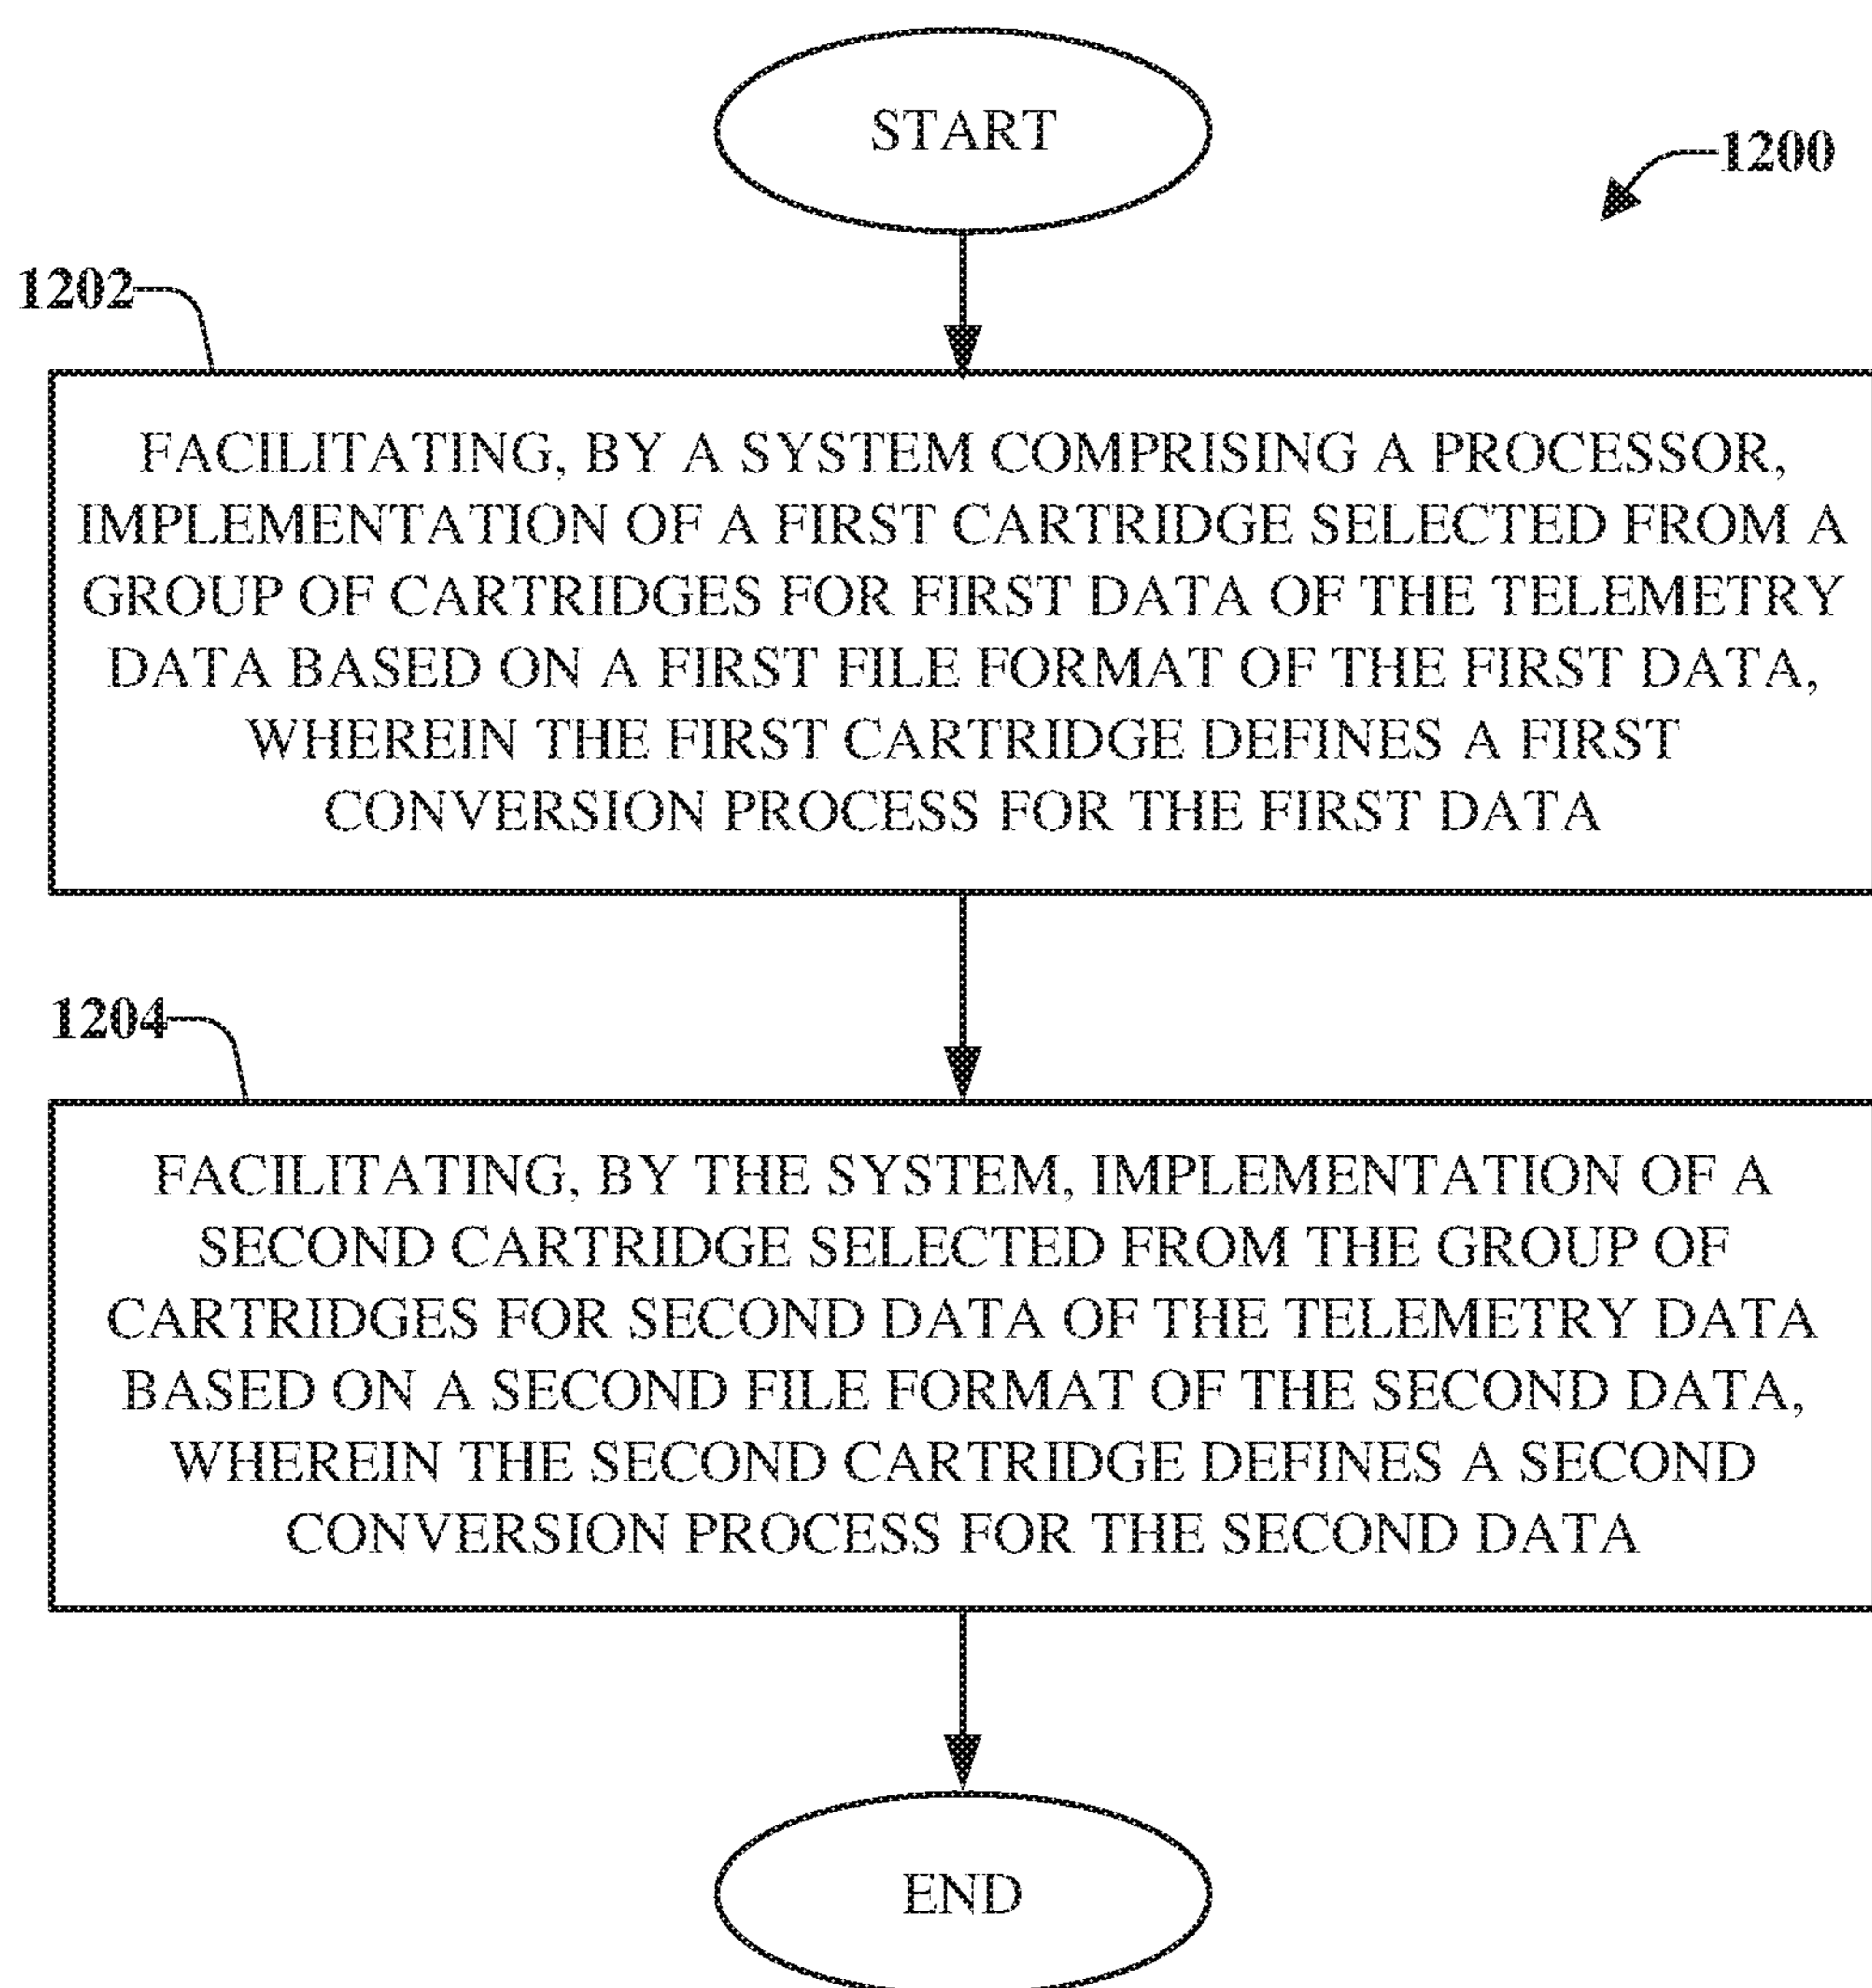 START
1200
1202
FACILITATING, BY A SYSTEM COMPRISING A PROCESSOR,
IMPLEMENTATION OF A FIRST CARTRIDGE SELECTED FROM A
GROUP OF CARTRIDGES FOR FIRST DATA OF THE TELEMETRY
DATA BASED ON A FIRST FILE FORMAT OF THE FIRST DATA,
WHEREIN THE FIRST CARTRIDGE DEFINES A FIRST
CONVERSION PROCESS FOR THE FIRST DATA
1204
FACILITATING, BY THE SYSTEM, IMPLEMENTATION OF A
SECOND CARTRIDGE SELECTED FROM THE GROUP OF
CARTRIDGES FOR SECOND DATA OF THE TELEMETRY DATA
BASED ON A SECOND FILE FORMAT OF THE SECOND DATA,
WHEREIN THE SECOND CARTRIDGE DEFINES A SECOND
CONVERSION PROCESS FOR THE SECOND DATA
END